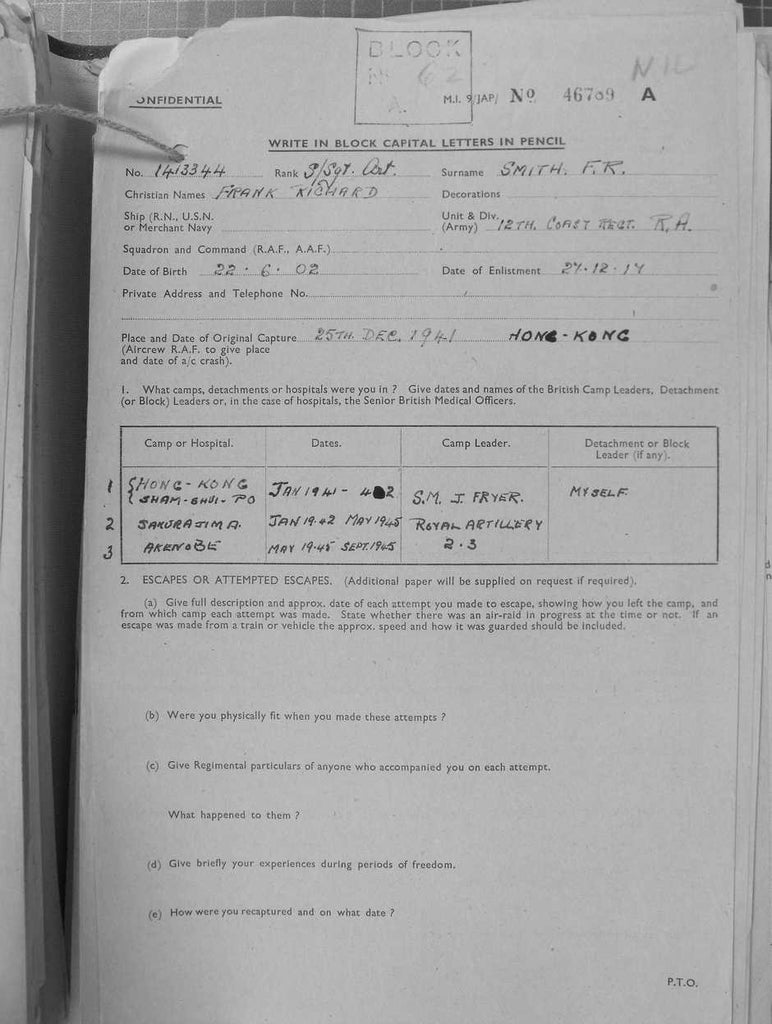 BLOCK
No 62
A.
NIL
ONFIDENTIAL
M.I. 9/JAP/ No 46709 A
WRITE IN BLOCK CAPITAL LETTERS IN PENCIL
No. 1413344 Rank S/Sgt. Art. Surname SMITH. F.R.
Christian Names FRANK RICHARD Decorations
Ship (R.N., U.S.N. or Merchant Navy Unit & Div. (Army) 12TH. COAST REGT. R.A.
Squadron and Command (R.A.F., A.A.F.)
Date of Birth 22 · 6 · 02 Date of Enlistment 27·12·17
Private Address and Telephone No.
Place and Date of Original Capture 25TH. DEC. 1941 HONG-KONG
(Aircrew R.A.F. to give place
and date of a/c crash).
1. What camps, detachments or hospitals were you in ? Give dates and names of the British Camp Leaders, Detachment
(or Block) Leaders or, in the case of hospitals, the Senior British Medical Officers.
Camp or Hospital. Dates. Camp Leader. Detachment or Block Leader (if any).
1 HONG-KONG SHAM-SHUI-PO JAN 1941 - 42 S.M. J. FRYER. MYSELF
2 SAKURAJIMA. JAN 19.42 MAY 1945 ROYAL ARTILLERY
3 AKENOBE MAY 19.45 SEPT. 1945 2·3
2. ESCAPES OR ATTEMPTED ESCAPES. (Additional paper will be supplied on request if required).
(a) Give full description and approx. date of each attempt you made to escape, showing how you left the camp, and
from which camp each attempt was made. State whether there was an air-raid in progress at the time or not. If an
escape was made from a train or vehicle the approx. speed and how it was guarded should be included.
(b) Were you physically fit when you made these attempts ?
(c) Give Regimental particulars of anyone who accompanied you on each attempt.
What happened to them ?
(d) Give briefly your experiences during periods of freedom.
(e) How were you recaptured and on what date ?
P.T.O.